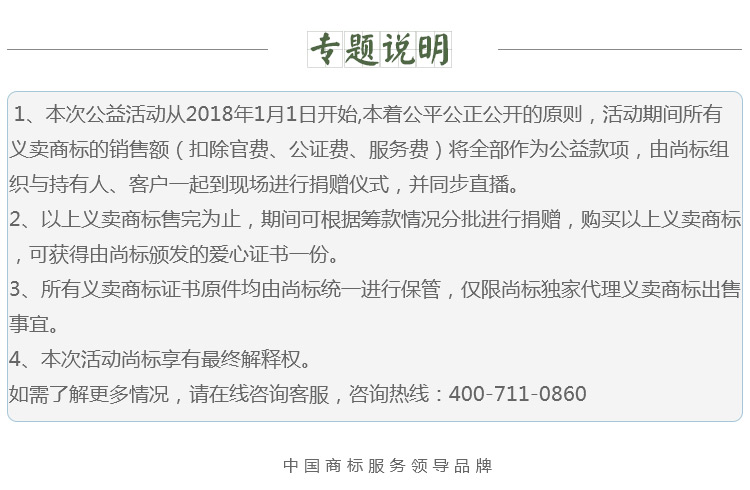 专题说明
1、本次公益活动从2018年1月1日开始,本着公平公正公开的原则，活动期间所有
义卖商标的销售额（扣除官费、公证费、服务费）将全部作为公益款项，由尚标组
织与持有人、客户一起到现场进行捐赠仪式，并同步直播。
2、以上义卖商标售完为止，期间可根据筹款情况分批进行捐赠，购买以上义卖商标
，可获得由尚标颁发的爱心证书一份。
3、所有义卖商标证书原件均由尚标统一进行保管，仅限尚标独家代理义卖商标出售
事宜。
4、本次活动尚标享有最终解释权。
如需了解更多情况，请在线咨询客服，咨询热线：400-711-0860
中国商标服务领导品牌